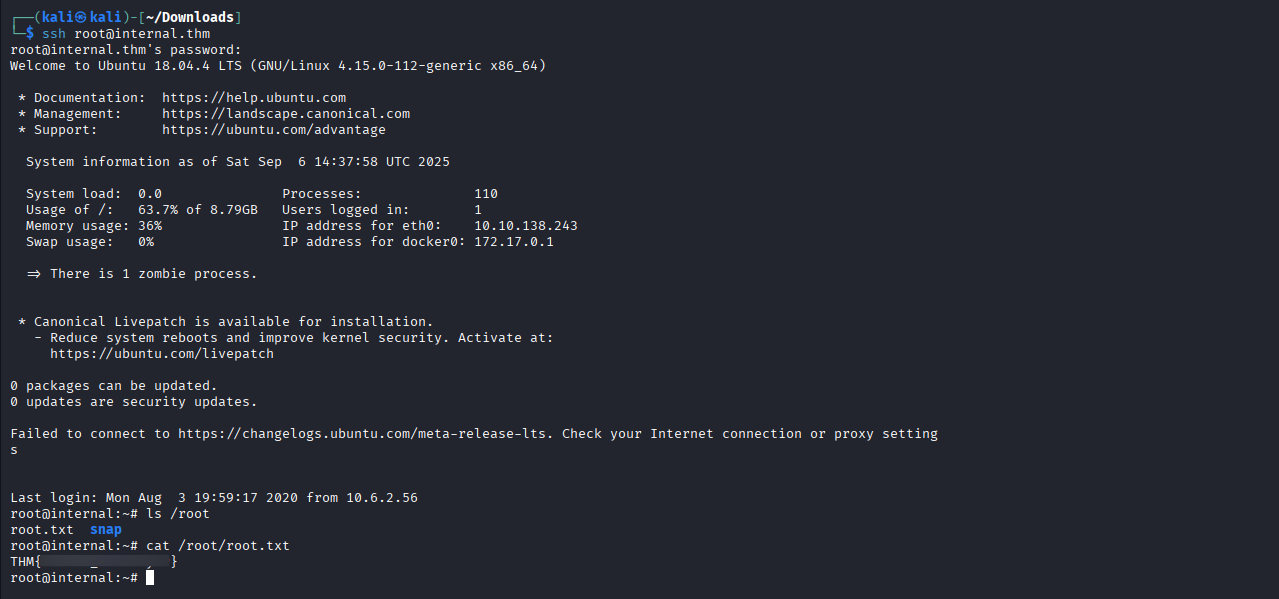 ┌──(kali㉿kali)-[~/Downloads]
└─$ ssh root@internal.thm
root@internal.thm's password:
Welcome to Ubuntu 18.04.4 LTS (GNU/Linux 4.15.0-112-generic x86_64)
* Documentation:  https://help.ubuntu.com
* Management:     https://landscape.canonical.com
* Support:        https://ubuntu.com/advantage
System information as of Sat Sep  6 14:37:58 UTC 2025
System load:  0.0               Processes:              110
Usage of /:   63.7% of 8.79GB   Users logged in:        1
Memory usage: 36%               IP address for eth0:    10.10.138.243
Swap usage:   0%                IP address for docker0: 172.17.0.1
=> There is 1 zombie process.
* Canonical Livepatch is available for installation.
- Reduce system reboots and improve kernel security. Activate at:
https://ubuntu.com/livepatch
0 packages can be updated.
0 updates are security updates.
Failed to connect to https://changelogs.ubuntu.com/meta-release-lts. Check your Internet connection or proxy setting
s
Last login: Mon Aug  3 19:59:17 2020 from 10.6.2.56
root@internal:~# ls /root
root.txt  snap
root@internal:~# cat /root/root.txt
THM{ }
root@internal:~#